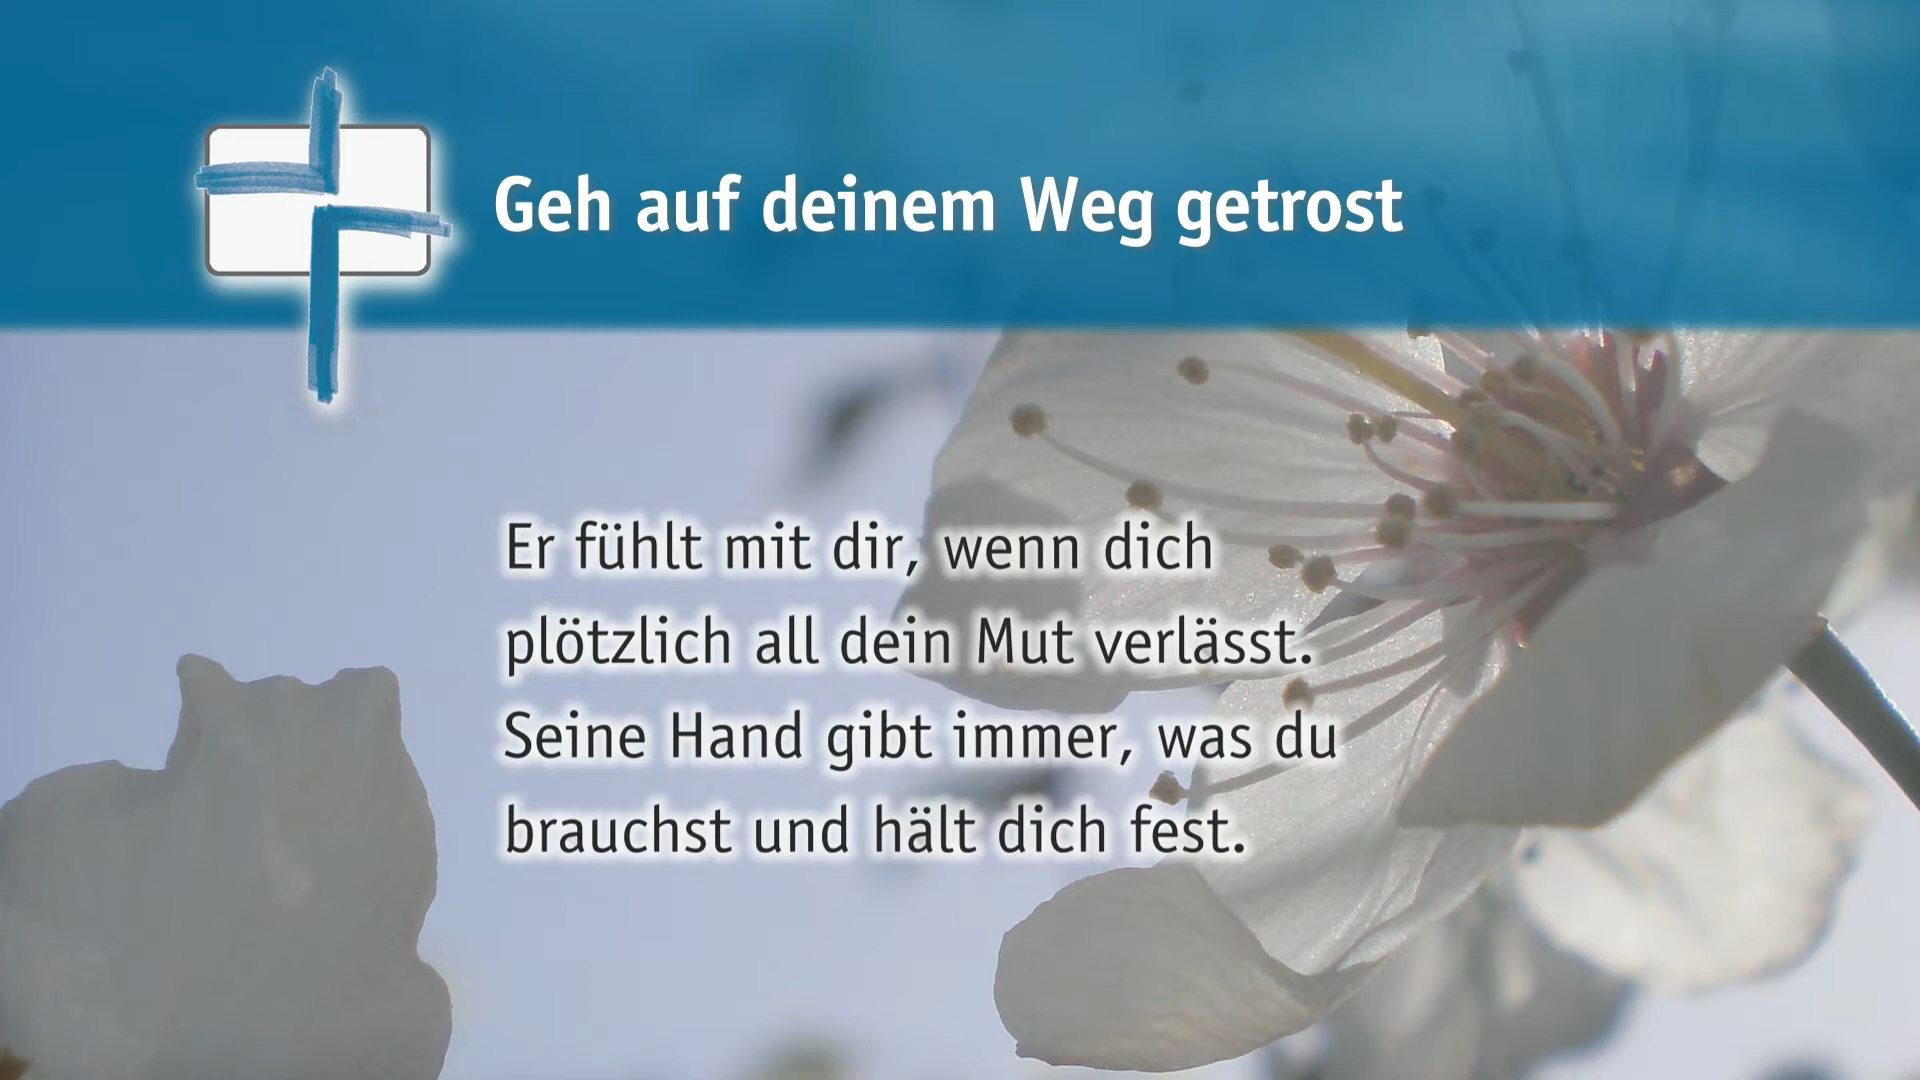 Geh auf deinem Weg getrost
Er fühlt mit dir, wenn dich
plötzlich all dein Mut verlässt.
Seine Hand gibt immer, was du
brauchst und hält dich fest.